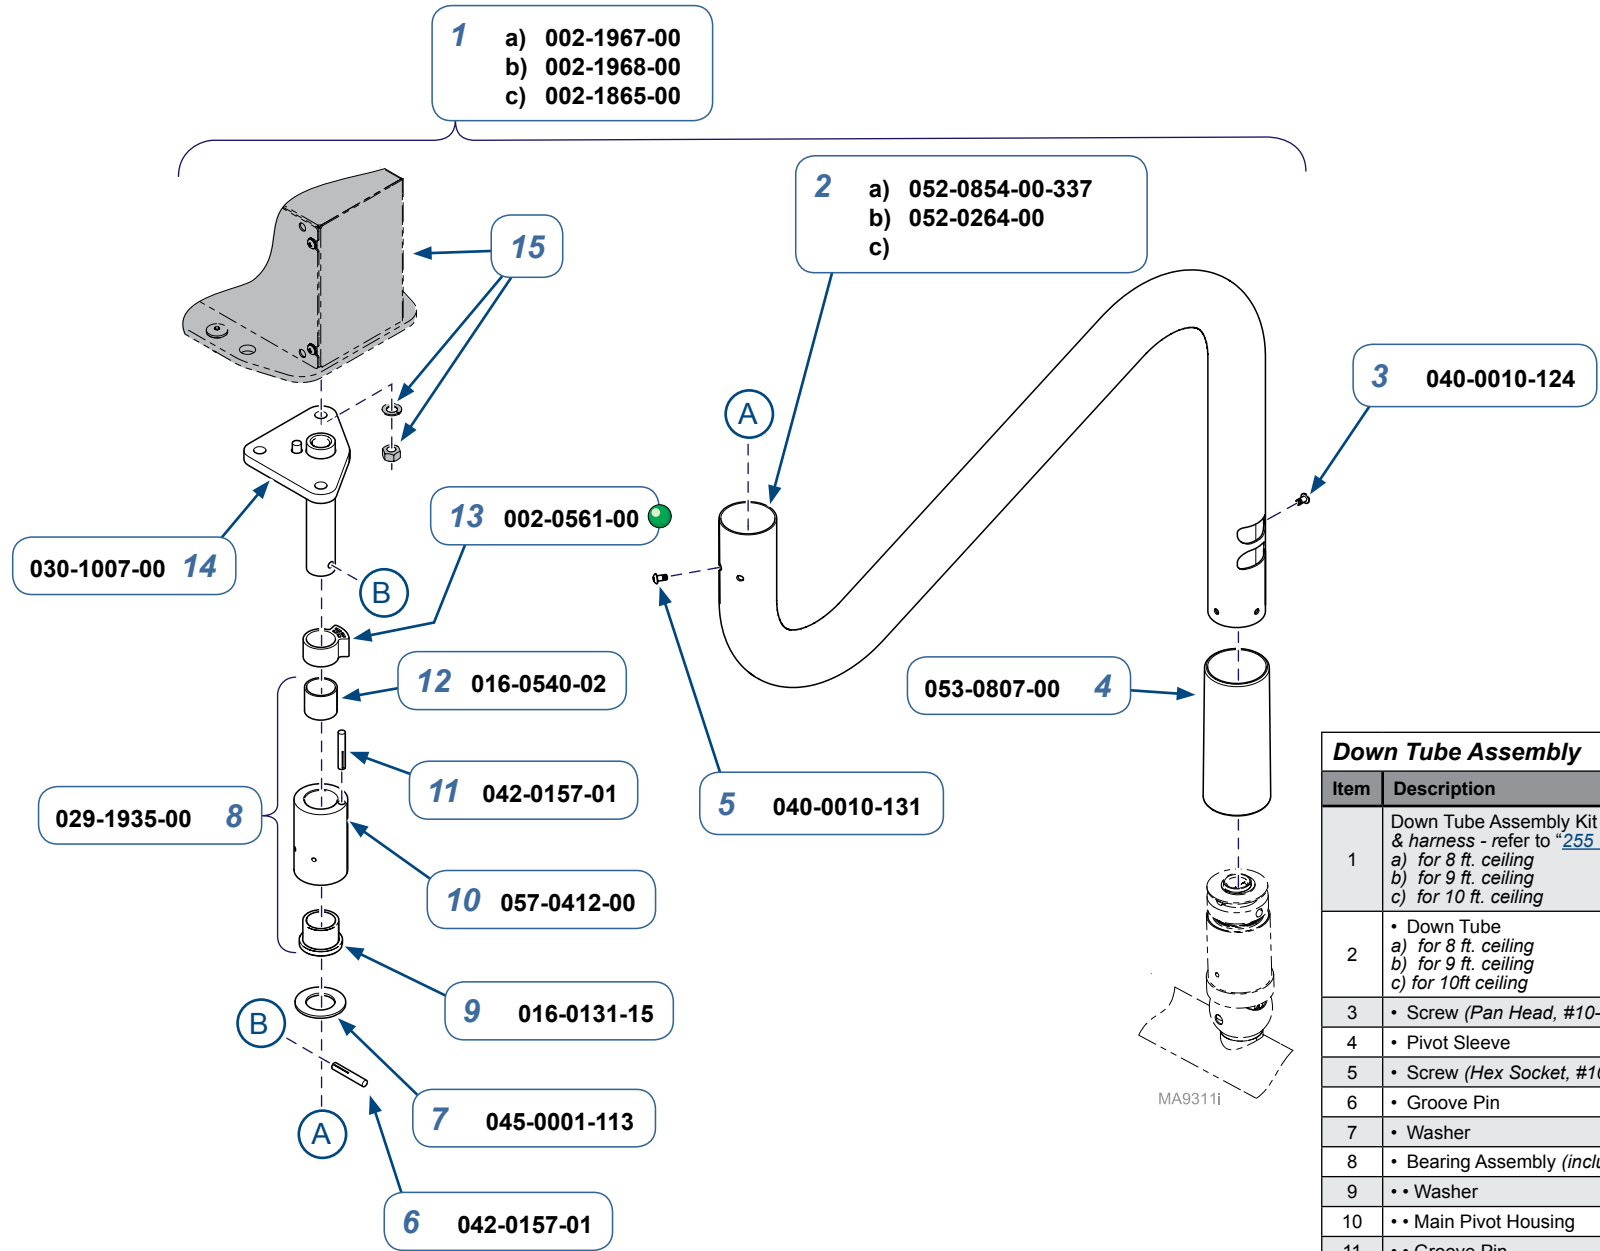 1 a) 002-1967-00
b) 002-1968-00
c) 002-1865-00
2 a) 052-0854-00-337
b) 052-0264-00
c)
15
3 040-0010-124
A
13 002-0561-00
030-1007-00 14
B
12 016-0540-02
053-0807-00 4
11 042-0157-01
5 040-0010-131
029-1935-00 8
10 057-0412-00
9 016-0131-15
B
7 045-0001-113
A
6 042-0157-01
MA9311i
Down Tube Assembly
Item Description
1 Down Tube Assembly Kit
& harness - refer to “255
a) for 8 ft. ceiling
b) for 9 ft. ceiling
c) for 10 ft. ceiling
2 • Down Tube
a) for 8 ft. ceiling
b) for 9 ft. ceiling
c) for 10ft ceiling
3 • Screw (Pan Head, #10-
4 • Pivot Sleeve
5 • Screw (Hex Socket, #10
6 • Groove Pin
7 • Washer
8 • Bearing Assembly (inclu
9 • • Washer
10 • • Main Pivot Housing
11 • • Groove Pin